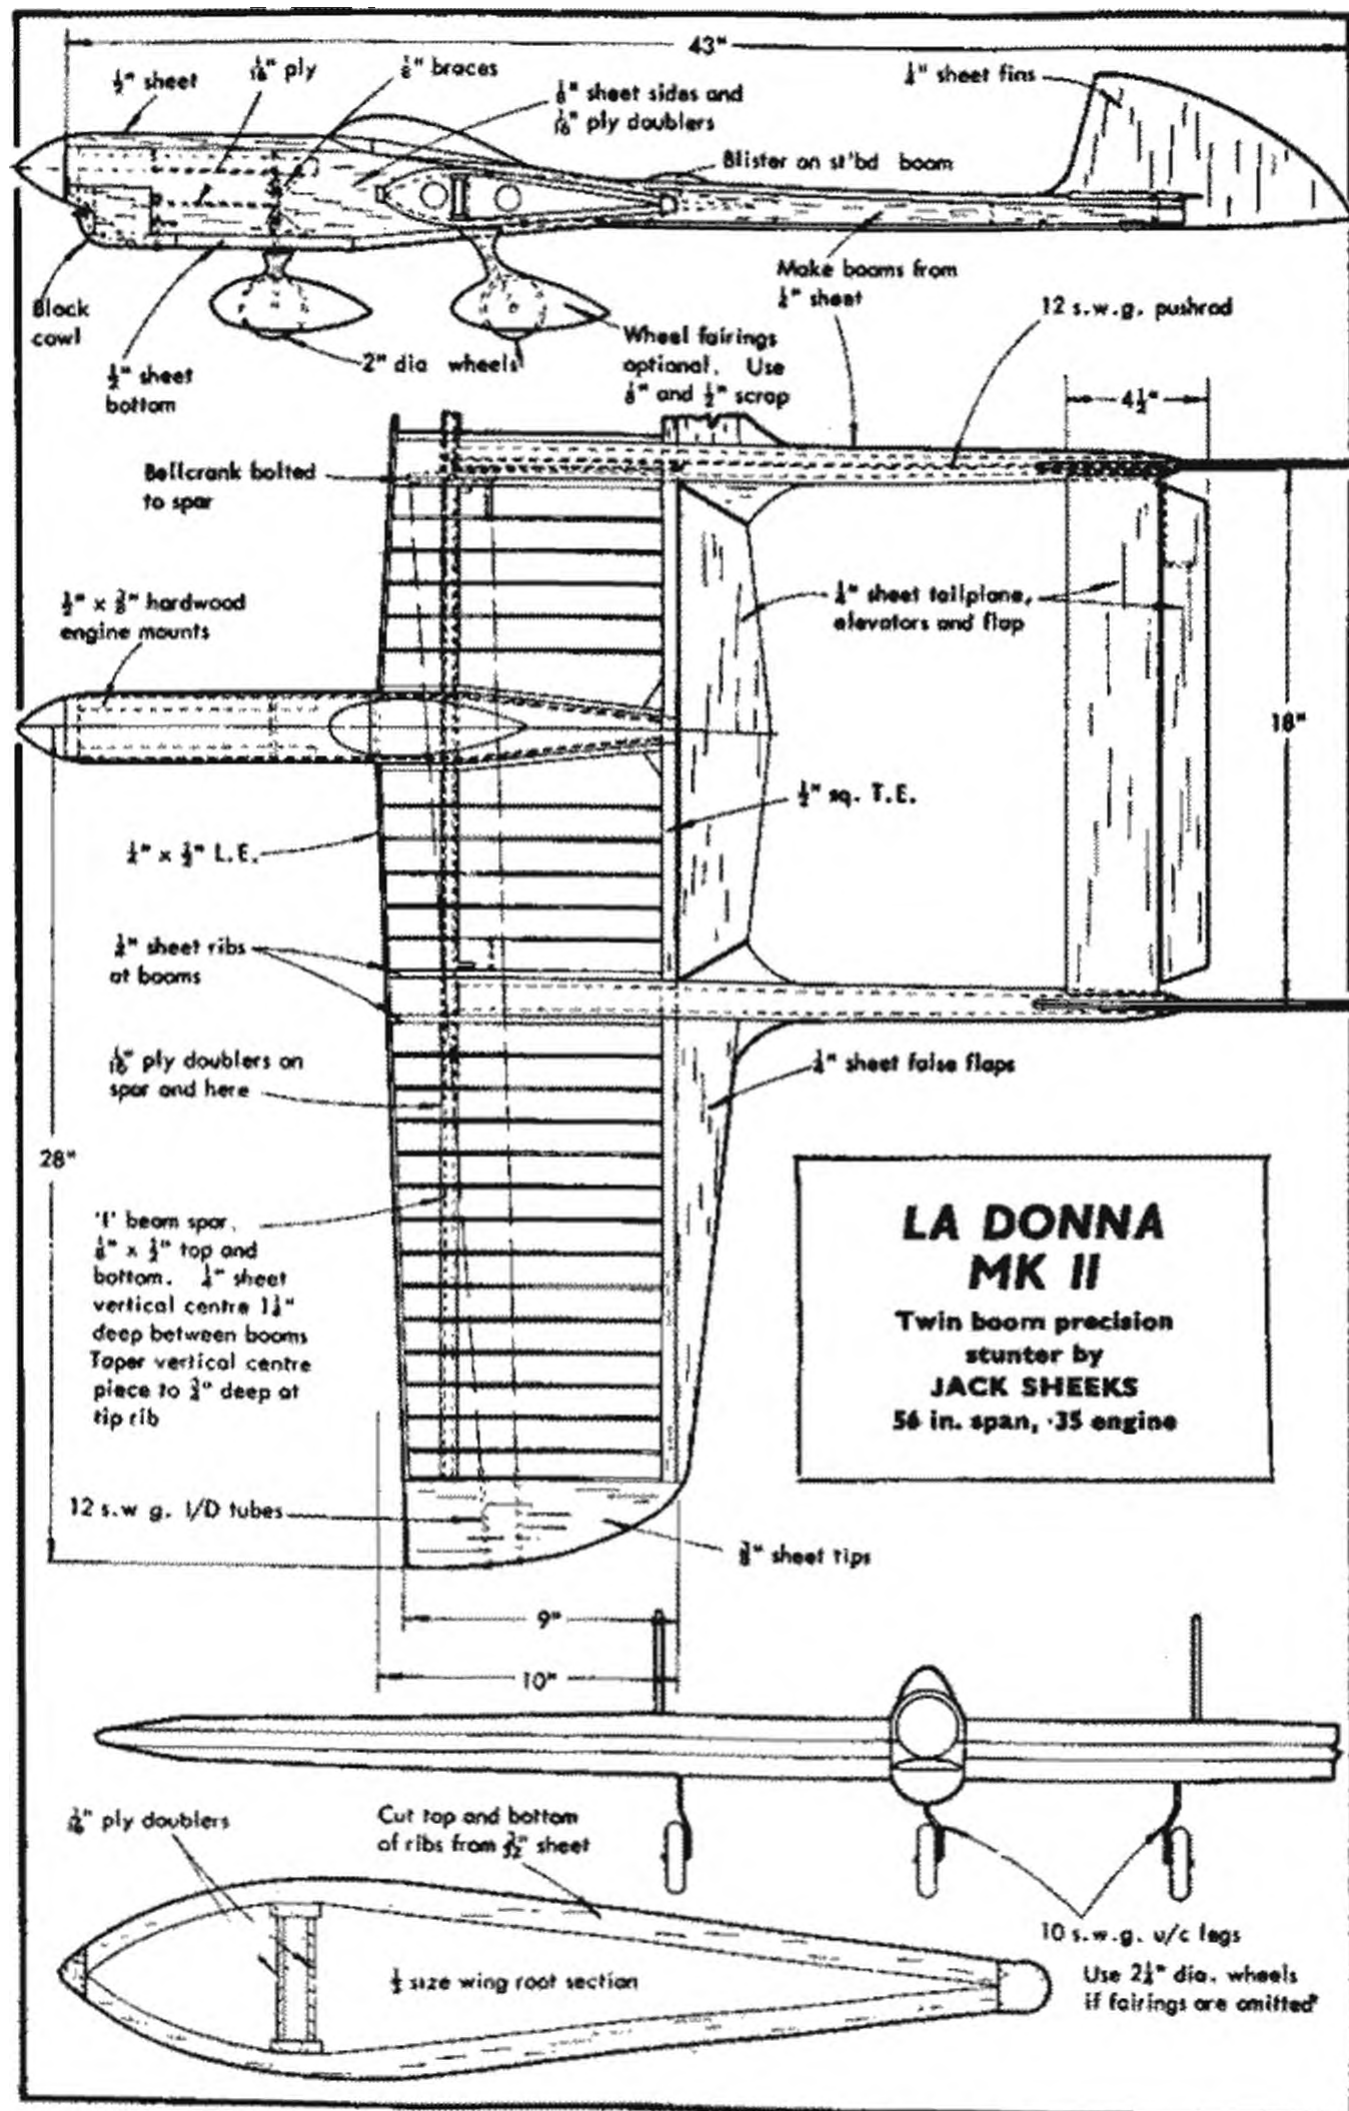 43"
½" sheet
1/16" ply
⅛" braces
⅛" sheet sides and
1/16" ply doublers
¼" sheet fins
Blister on st'bd boom
Make booms from
½" sheet
12 s.w.g. pushrod
Block
cowl
½" sheet
bottom
2" dia wheels
Wheel fairings
optional. Use
⅛" and ½" scrap
4½"
Bellcrank bolted
to spar
½" x ⅜" hardwood
engine mounts
¼" sheet tailplane,
elevators and flap
18"
½" sq. T.E.
½" x ½" L.E.
¼" sheet ribs
at booms
1/16" ply doublers on
spar and here
¼" sheet false flaps
28"
'I' beam spar,
⅛" x ½" top and
bottom. ¼" sheet
vertical centre
deep between booms
Taper vertical centre
piece to ¾" deep at
tip rib
LA DONNA
MK II
Twin boom precision
stunter by
JACK SHEEKS
56 in. span, ·35 engine
12 s.w g. I/D tubes
⅜" sheet tips
9"
10"
ply doublers
Cut top and bottom
of ribs from 3/32" sheet
size wing root section
10 s.w.g. u/c legs
Use 2¼" dia. wheels
if fairings are omitted